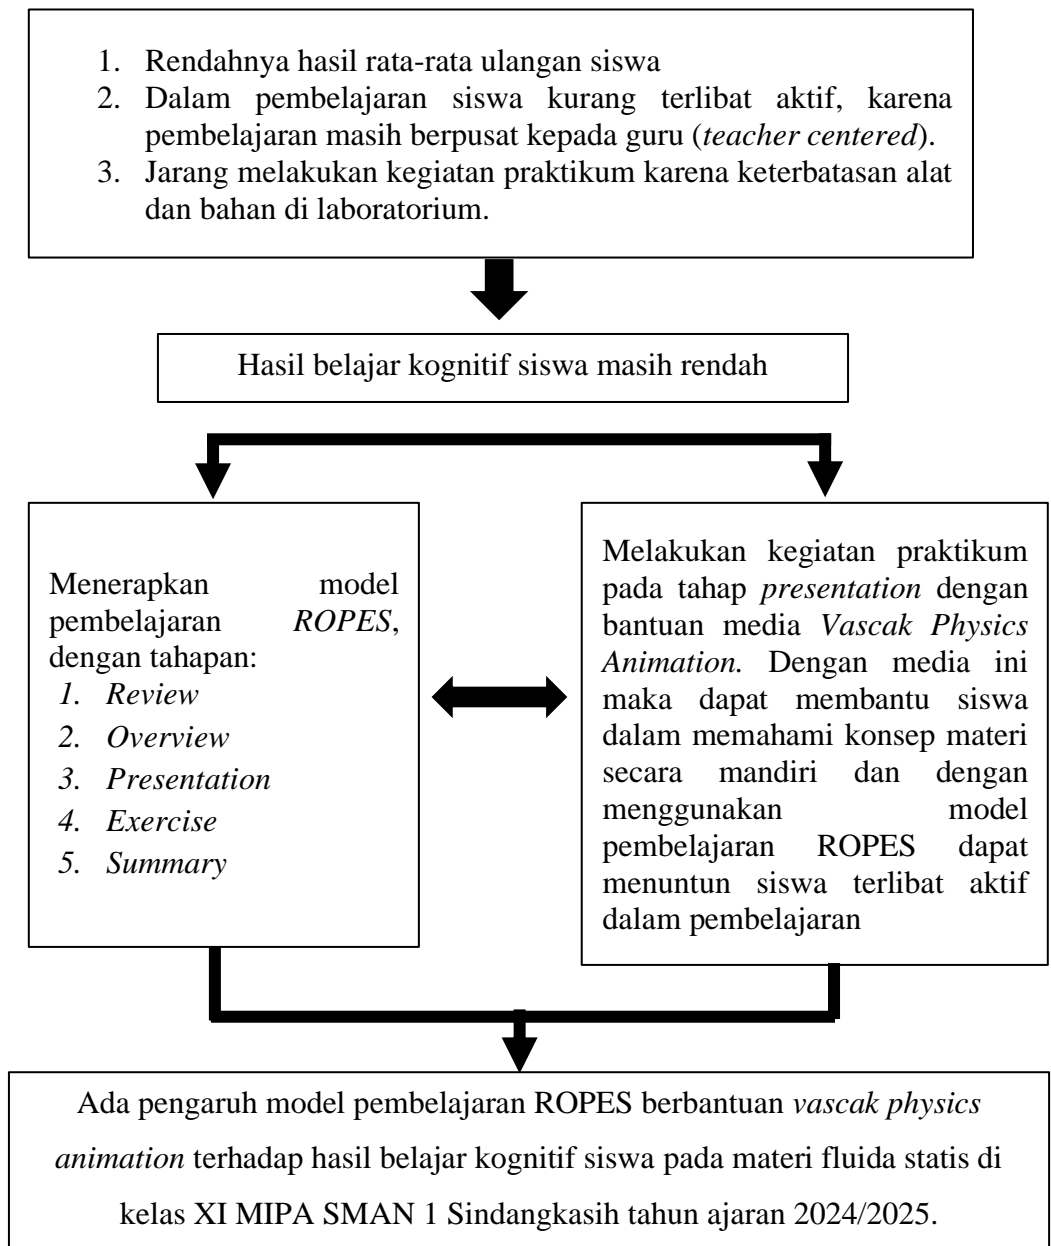 1. Rendahnya hasil rata-rata ulangan siswa
2. Dalam pembelajaran siswa kurang terlibat aktif, karena
pembelajaran masih berpusat kepada guru (teacher centered).
3. Jarang melakukan kegiatan praktikum karena keterbatasan alat
dan bahan di laboratorium.
Hasil belajar kognitif siswa masih rendah
Menerapkan model
pembelajaran ROPES,
dengan tahapan:
1. Review
2. Overview
3. Presentation
4. Exercise
5. Summary
Melakukan kegiatan praktikum
pada tahap presentation dengan
bantuan media Vascak Physics
Animation. Dengan media ini
maka dapat membantu siswa
dalam memahami konsep materi
secara mandiri dan dengan
menggunakan model
pembelajaran ROPES dapat
menuntun siswa terlibat aktif
dalam pembelajaran
Ada pengaruh model pembelajaran ROPES berbantuan vascak physics
animation terhadap hasil belajar kognitif siswa pada materi fluida statis di
kelas XI MIPA SMAN 1 Sindangkasih tahun ajaran 2024/2025.